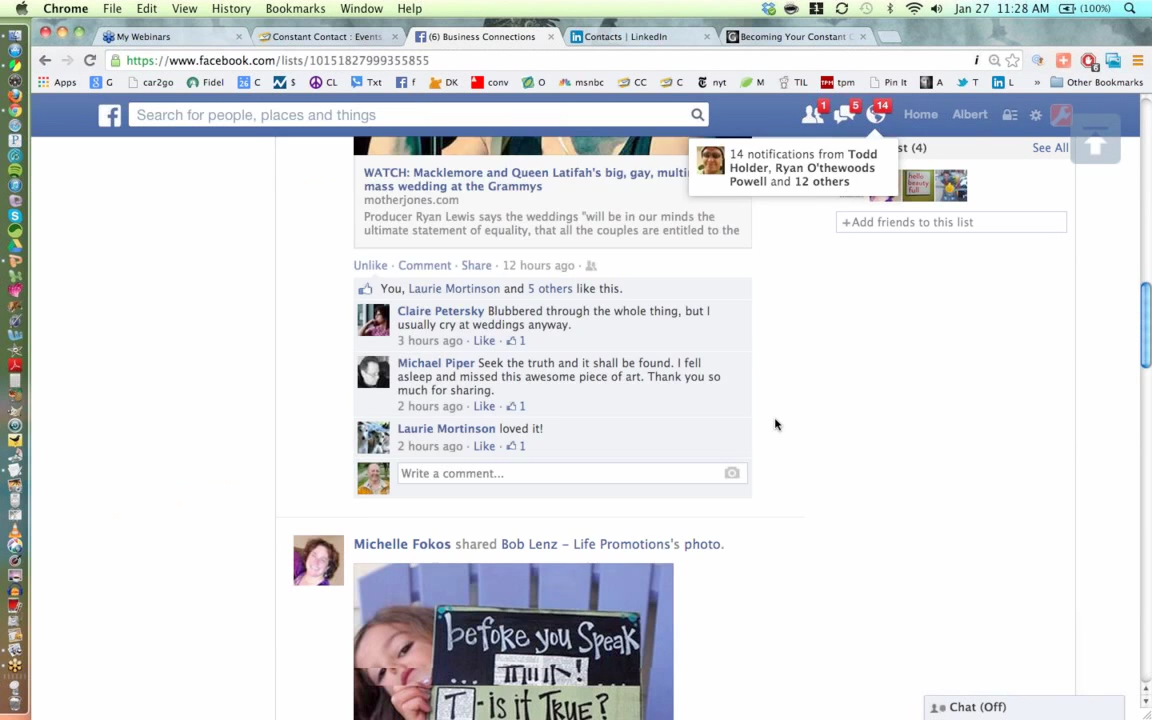 Chrome File Edit View History Bookmarks Window Help Jan 27 11:28 AM (100%)
My Webinars Constant Contact : Events (6) Business Connections Contacts | LinkedIn Becoming Your Constant C
https://www.facebook.com/lists/10151827999355855
Apps G car2go Fidel C $ CL Txt f DK conv O msnbc CC C nyt M TIL tpm Pin It A T L » Other Bookmarks
Search for people, places and things 1 5 14 Home Albert
14 notifications from Todd
Holder, Ryan O'thewoods
Powell and 12 others
st (4) See All
+Add friends to this list
WATCH: Macklemore and Queen Latifah's big, gay, multi
mass wedding at the Grammys
motherjones.com
Producer Ryan Lewis says the weddings "will be in our minds the
ultimate statement of equality, that all the couples are entitled to the
Unlike · Comment · Share · 12 hours ago ·
You, Laurie Mortinson and 5 others like this.
Claire Petersky Blubbered through the whole thing, but I
usually cry at weddings anyway.
3 hours ago · Like · 1
Michael Piper Seek the truth and it shall be found. I fell
asleep and missed this awesome piece of art. Thank you so
much for sharing.
2 hours ago · Like · 1
Laurie Mortinson loved it!
2 hours ago · Like · 1
Write a comment...
Michelle Fokos shared Bob Lenz – Life Promotions's photo.
before you Speak
T-is it TRUE?
Chat (Off)